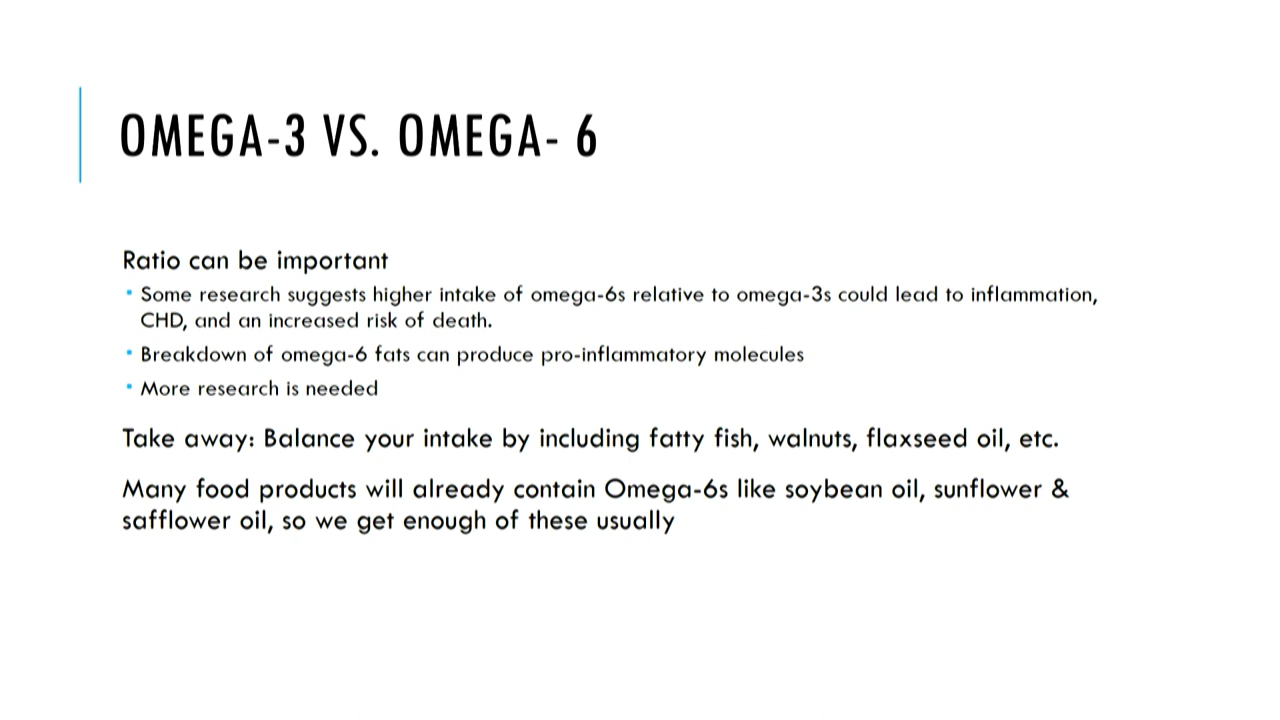 OMEGA-3 VS. OMEGA- 6
Ratio can be important
• Some research suggests higher intake of omega-6s relative to omega-3s could lead to inflammation,
CHD, and an increased risk of death.
• Breakdown of omega-6 fats can produce pro-inflammatory molecules
• More research is needed
Take away: Balance your intake by including fatty fish, walnuts, flaxseed oil, etc.
Many food products will already contain Omega-6s like soybean oil, sunflower &
safflower oil, so we get enough of these usually